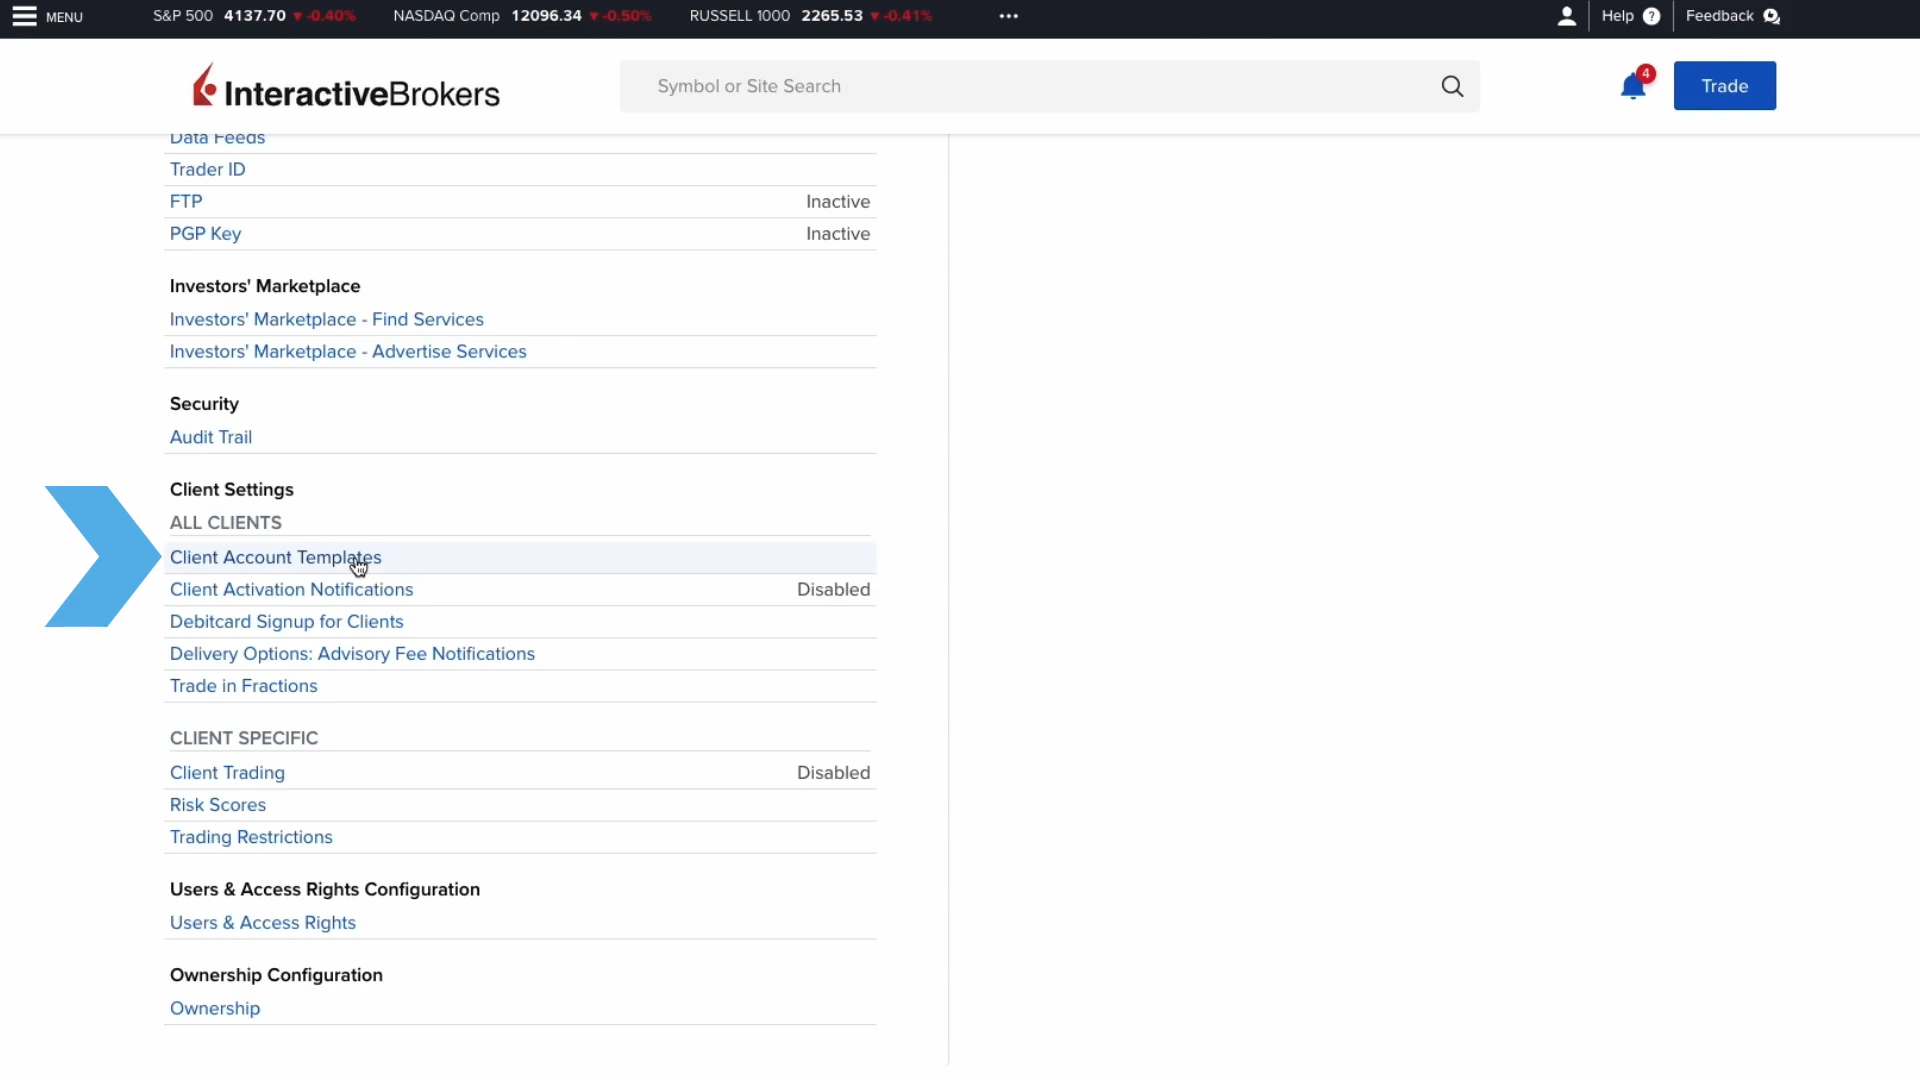 MENU S&P 500 4137.70 ▼ -0.40% NASDAQ Comp 12096.34 ▼ -0.50% RUSSELL 1000 2265.53 ▼ -0.41% ••• Help ? Feedback
InteractiveBrokers Symbol or Site Search 4 Trade
Data Feeds
Trader ID
FTP Inactive
PGP Key Inactive
Investors' Marketplace
Investors' Marketplace - Find Services
Investors' Marketplace - Advertise Services
Security
Audit Trail
Client Settings
ALL CLIENTS
Client Account Templates
Client Activation Notifications Disabled
Debitcard Signup for Clients
Delivery Options: Advisory Fee Notifications
Trade in Fractions
CLIENT SPECIFIC
Client Trading Disabled
Risk Scores
Trading Restrictions
Users & Access Rights Configuration
Users & Access Rights
Ownership Configuration
Ownership